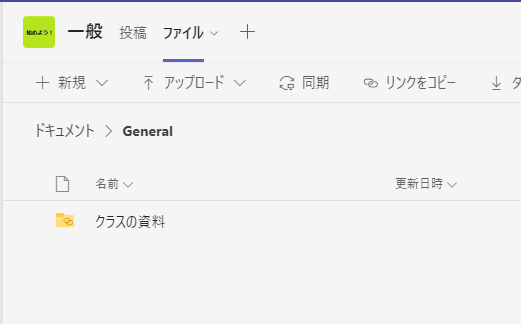 始めよう! 一般 投稿 ファイル
新規 アップロード 同期 リンクをコピー
ドキュメント General
名前 更新日時
クラスの資料